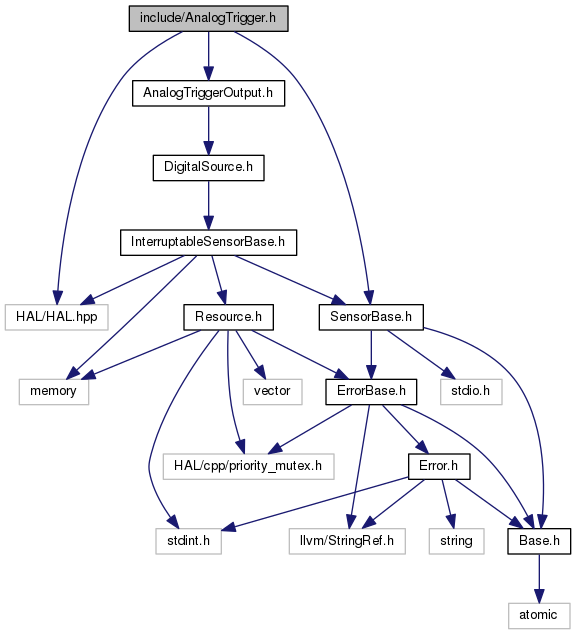 include/AnalogTrigger.h
AnalogTriggerOutput.h
DigitalSource.h
InterruptableSensorBase.h
HAL/HAL.hpp
Resource.h
SensorBase.h
memory
vector
ErrorBase.h
stdio.h
HAL/cpp/priority_mutex.h
Error.h
stdint.h
llvm/StringRef.h
string
Base.h
atomic